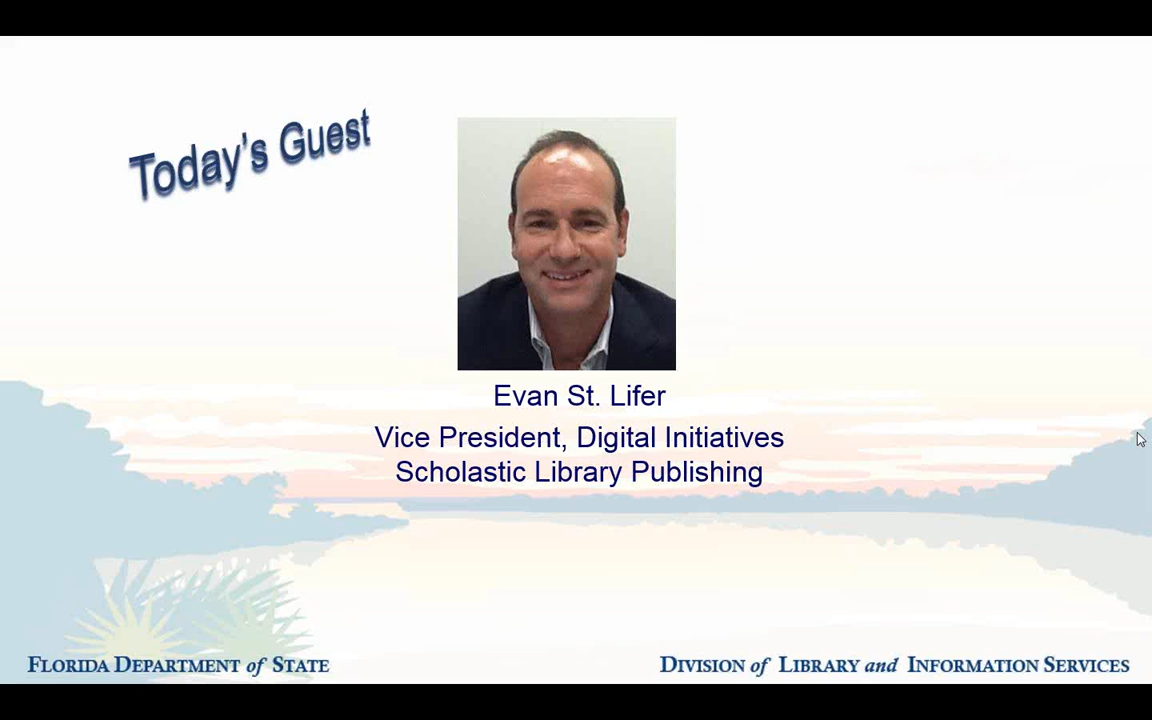 Today's Guest
Evan St. Lifer
Vice President, Digital Initiatives
Scholastic Library Publishing
FLORIDA DEPARTMENT of STATE
DIVISION of LIBRARY and INFORMATION SERVICES